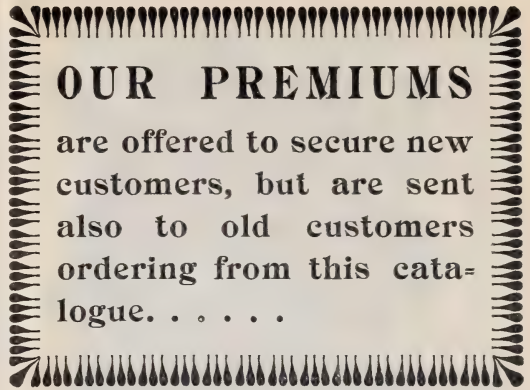 OUR PREMIUMS
are offered to secure new
customers, but are sent
also to old customers
ordering from this cata=
logue. . . . . .